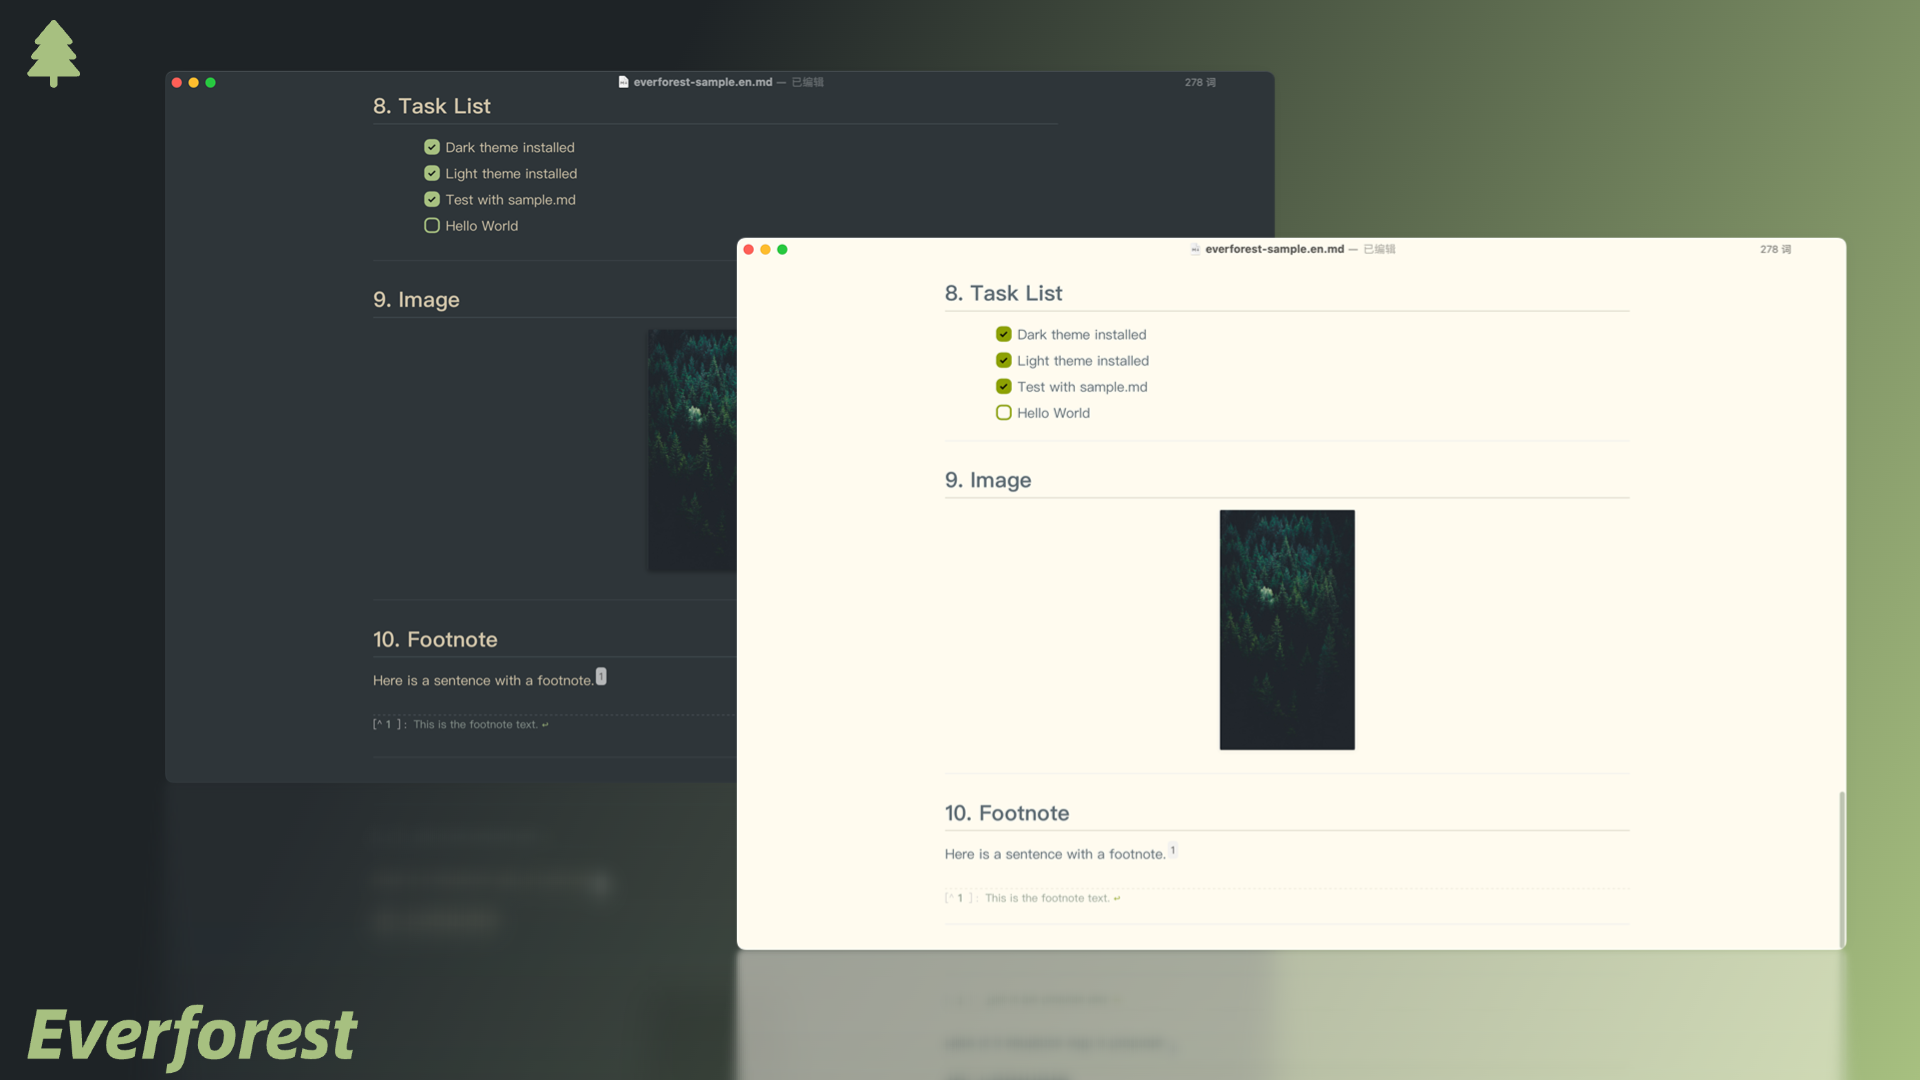 everforest-sample.en.md — 已编辑
278 词
8. Task List
Dark theme installed
Light theme installed
Test with sample.md
Hello World
9. Image
10. Footnote
Here is a sentence with a footnote. 1
[^ 1 ]: This is the footnote text. ↩
everforest-sample.en.md — 已编辑
278 词
8. Task List
Dark theme installed
Light theme installed
Test with sample.md
Hello World
9. Image
10. Footnote
Here is a sentence with a footnote. 1
[^ 1 ]: This is the footnote text. ↩
Everforest